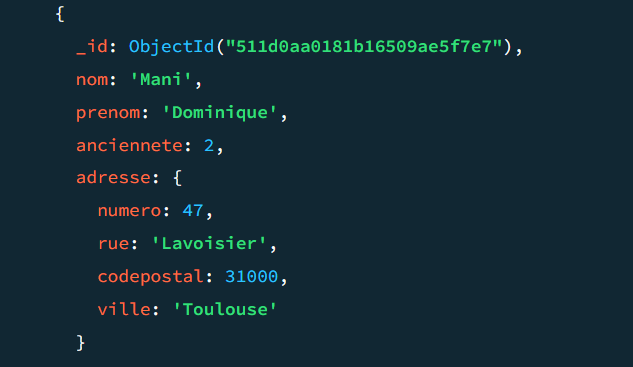 {
_id: ObjectId("511d0aa0181b16509ae5f7e7"),
nom: 'Mani',
prenom: 'Dominique',
anciennete: 2,
adresse: {
numero: 47,
rue: 'Lavoisier',
codepostal: 31000,
ville: 'Toulouse'
}